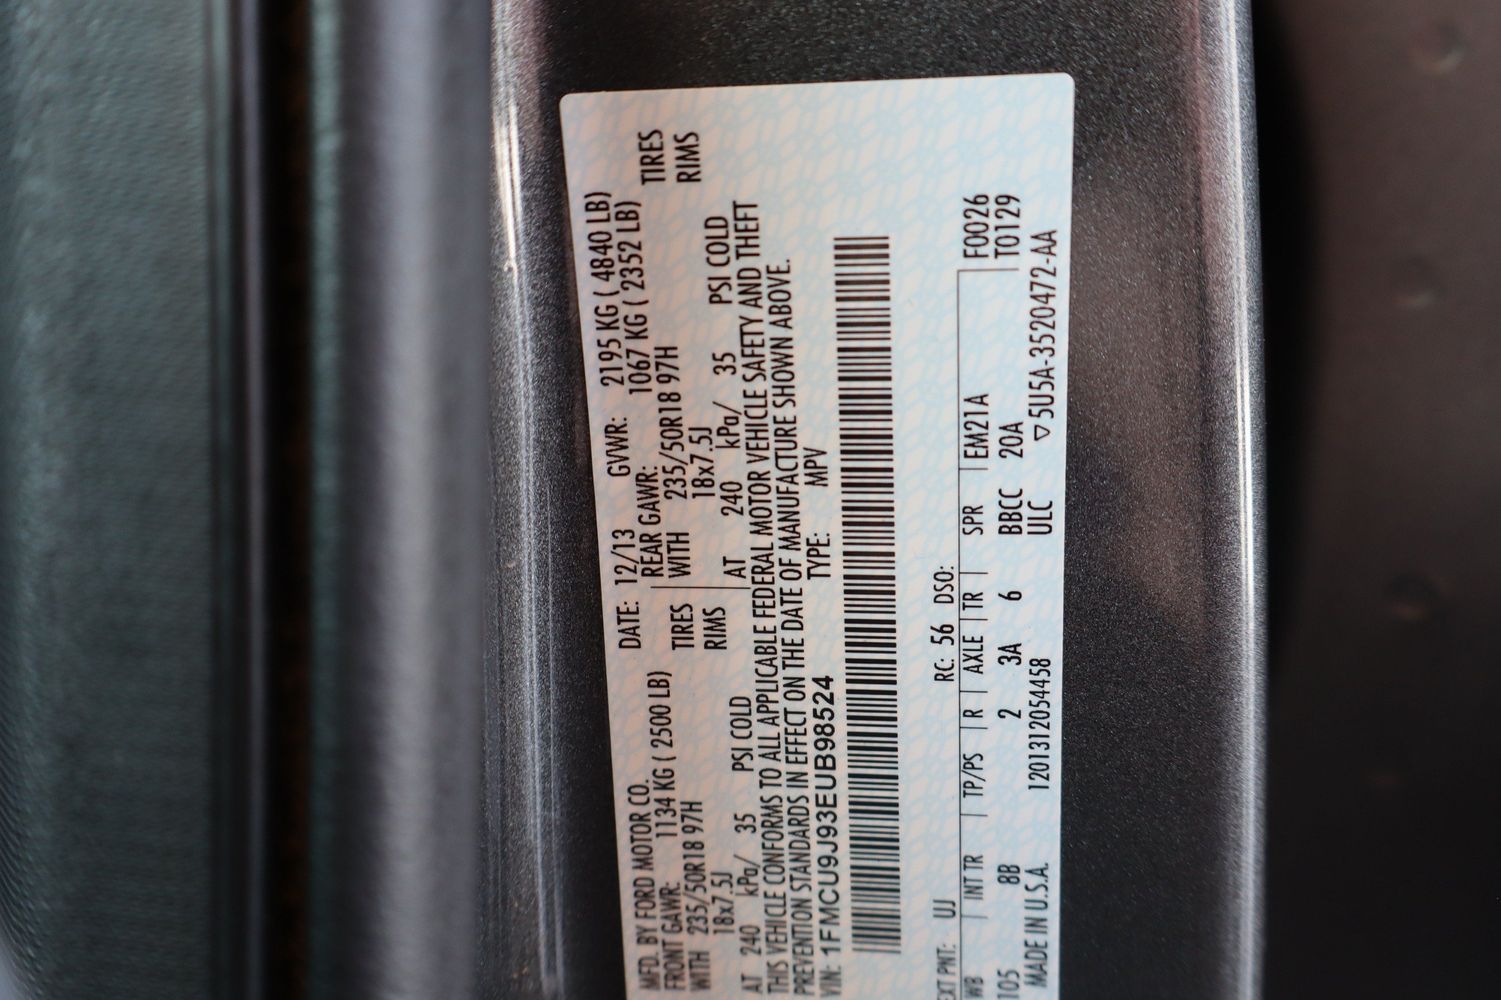 MFD. BY FORD MOTOR CO.
DATE: 12/13 GVWR: 2195 KG ( 4840 LB)
FRONT GAWR: 1134 KG ( 2500 LB) REAR GAWR: 1067 KG ( 2352 LB)
WITH 235/50R18 97H TIRES WITH 235/50R18 97H TIRES
18x7.5J RIMS 18x7.5J RIMS
AT 240 kPa/ 35 PSI COLD AT 240 kPa/ 35 PSI COLD
THIS VEHICLE CONFORMS TO ALL APPLICABLE FEDERAL MOTOR VEHICLE SAFETY AND THEFT
PREVENTION STANDARDS IN EFFECT ON THE DATE OF MANUFACTURE SHOWN ABOVE.
VIN: 1FMCU9J93EUB98524 TYPE: MPV
EXT PNT: UJ RC: 56 DSO:
WB | INT TR | TP/PS | R | AXLE | TR | SPR | EM21A F0026
105 8B 2 3A 6 BBCC 20A T0129
MADE IN U.S.A. 1201312054458 ULC ▽5U5A-3520472-AA